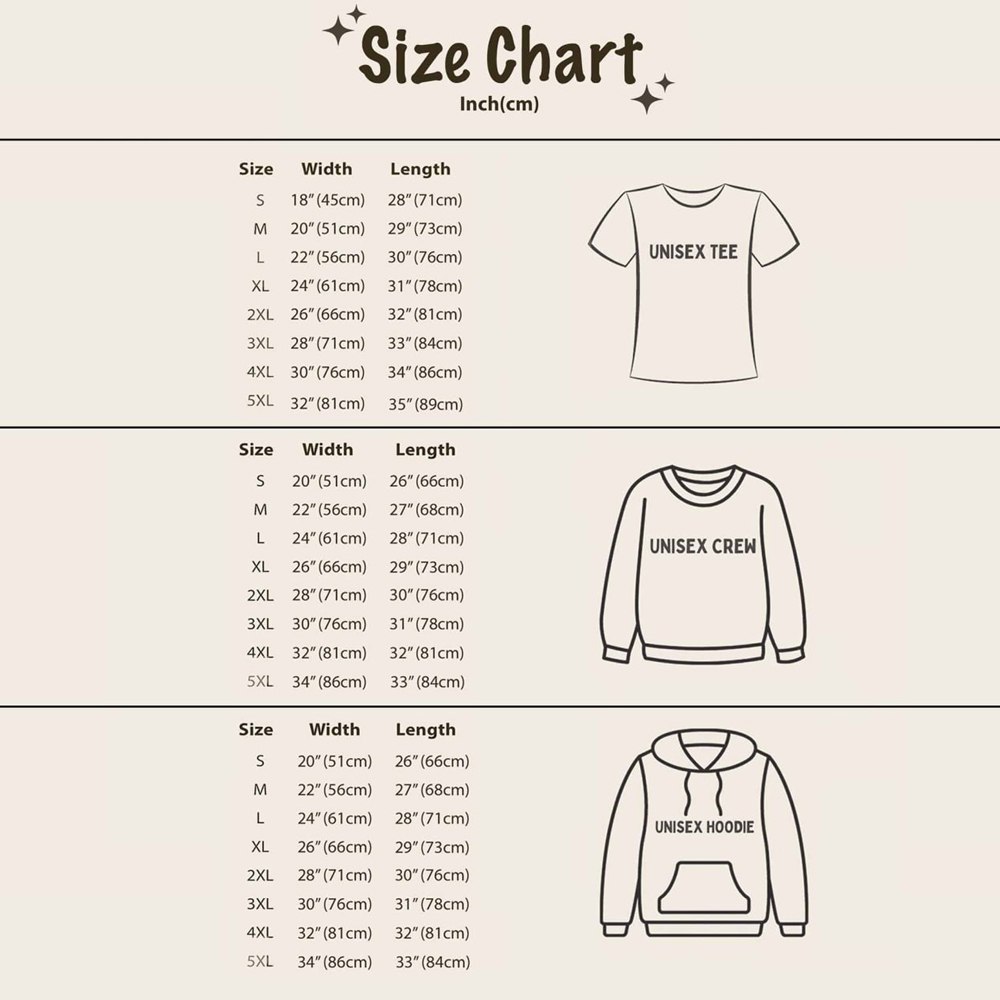 Size Chart
Inch(cm)
Size Width Length
S 18”(45cm) 28”(71cm)
M 20”(51cm) 29”(73cm)
L 22”(56cm) 30”(76cm)
XL 24”(61cm) 31”(78cm)
2XL 26”(66cm) 32”(81cm)
3XL 28”(71cm) 33”(84cm)
4XL 30”(76cm) 34”(86cm)
5XL 32”(81cm) 35”(89cm)
UNISEX TEE
Size Width Length
S 20”(51cm) 26”(66cm)
M 22”(56cm) 27”(68cm)
L 24”(61cm) 28”(71cm)
XL 26”(66cm) 29”(73cm)
2XL 28”(71cm) 30”(76cm)
3XL 30”(76cm) 31”(78cm)
4XL 32”(81cm) 32”(81cm)
5XL 34”(86cm) 33”(84cm)
UNISEX CREW
Size Width Length
S 20”(51cm) 26”(66cm)
M 22”(56cm) 27”(68cm)
L 24”(61cm) 28”(71cm)
XL 26”(66cm) 29”(73cm)
2XL 28”(71cm) 30”(76cm)
3XL 30”(76cm) 31”(78cm)
4XL 32”(81cm) 32”(81cm)
5XL 34”(86cm) 33”(84cm)
UNISEX HOODIE